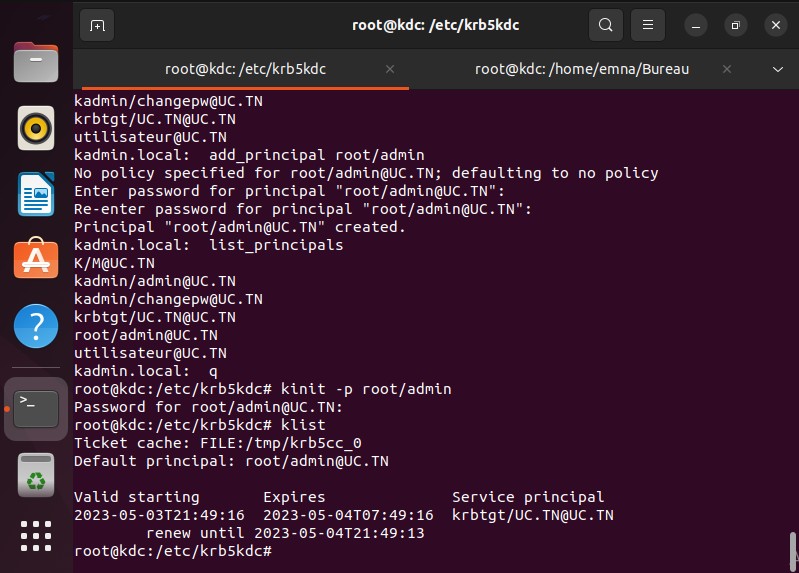 root@kdc: /etc/krb5kdc
root@kdc: /etc/krb5kdc
root@kdc: /home/emna/Bureau
kadmin/changepw@UC.TN
krbtgt/UC.TN@UC.TN
utilisateur@UC.TN
kadmin.local:  add_principal root/admin
No policy specified for root/admin@UC.TN; defaulting to no policy
Enter password for principal "root/admin@UC.TN":
Re-enter password for principal "root/admin@UC.TN":
Principal "root/admin@UC.TN" created.
kadmin.local:  list_principals
K/M@UC.TN
kadmin/admin@UC.TN
kadmin/changepw@UC.TN
krbtgt/UC.TN@UC.TN
root/admin@UC.TN
utilisateur@UC.TN
kadmin.local:  q
root@kdc:/etc/krb5kdc# kinit -p root/admin
Password for root/admin@UC.TN:
root@kdc:/etc/krb5kdc# klist
Ticket cache: FILE:/tmp/krb5cc_0
Default principal: root/admin@UC.TN
Valid starting       Expires              Service principal
2023-05-03T21:49:16  2023-05-04T07:49:16  krbtgt/UC.TN@UC.TN
        renew until 2023-05-04T21:49:13
root@kdc:/etc/krb5kdc#